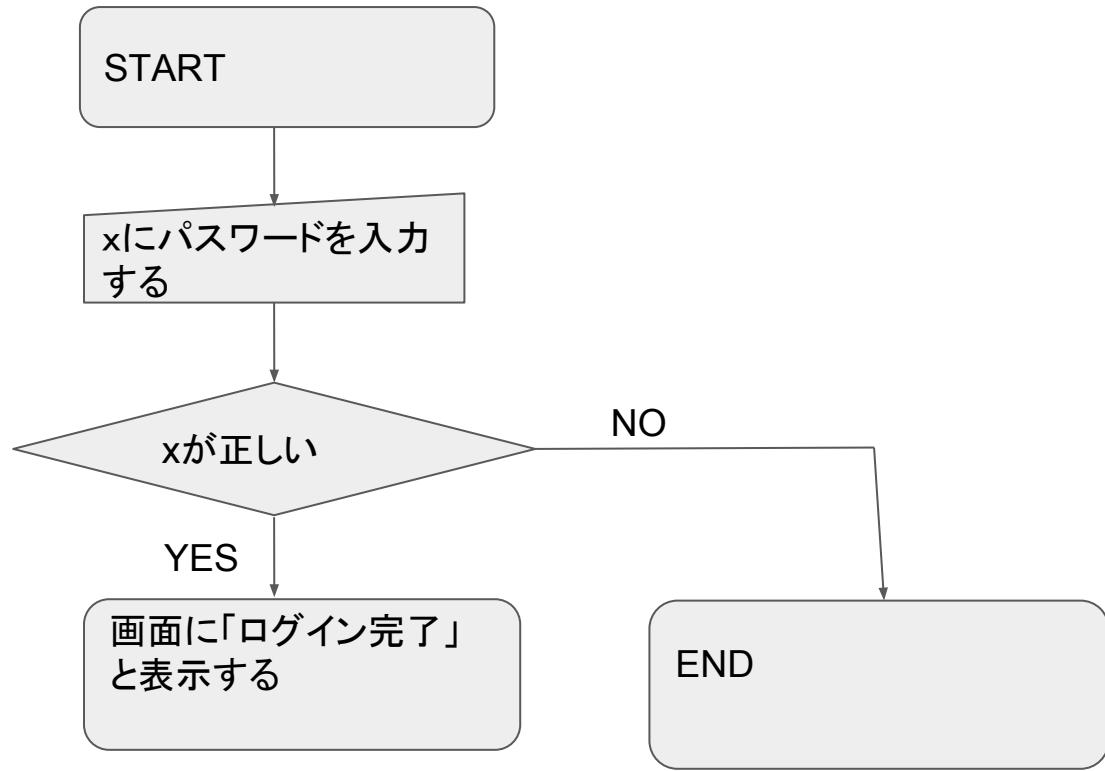 START
xにパスワードを入力
する
xが正しい
NO
YES
画面に「ログイン完了」
と表示する
END